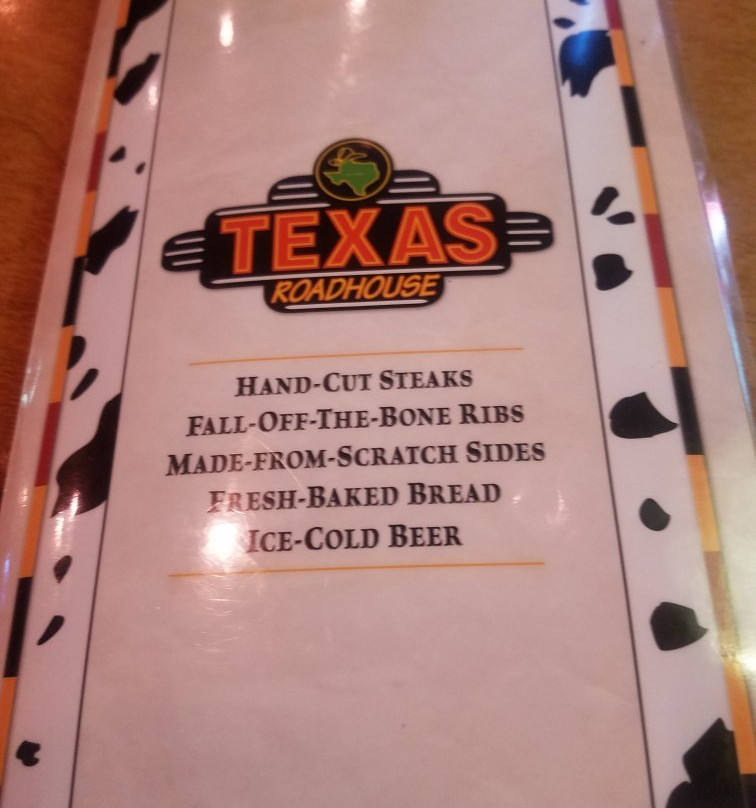 TEXAS
ROADHOUSE
HAND-CUT STEAKS
FALL-OFF-THE-BONE RIBS
MADE-FROM-SCRATCH SIDES
FRESH-BAKED BREAD
ICE-COLD BEER